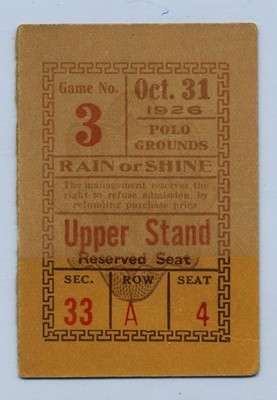 Game No.
3
Oct. 31
1926
POLO
GROUNDS
RAIN or SHINE
The management reserves the
right to refuse admission by
refunding purchase price
Upper Stand
Reserved Seat
SEC. ROW SEAT
33 A 4